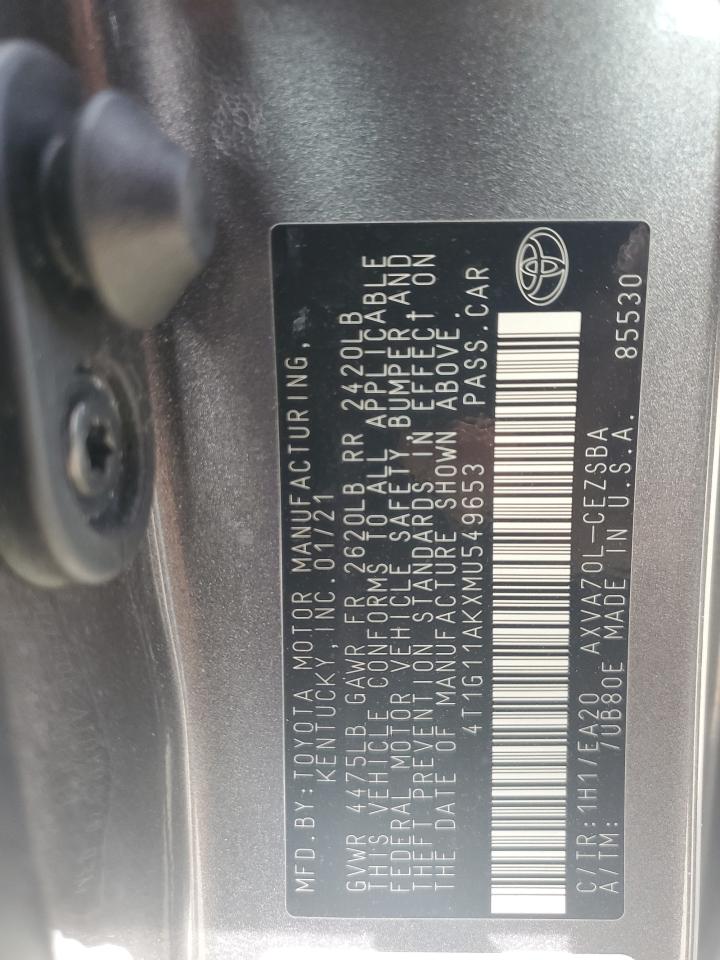 MFD.BY:TOYOTA MOTOR MANUFACTURING,
KENTUCKY,INC.01/21
GVWR 4475LB GAWR FR 2620LB RR 2420LB
THIS VEHICLE CONFORMS TO ALL APPLICABLE
FEDERAL MOTOR VEHICLE SAFETY,BUMPER,AND
THEFT PREVENTION STANDARDS IN EFFECT ON
THE DATE OF MANUFACTURE SHOWN ABOVE.
4T1G11AKXMU549653 PASS.CAR
C/TR:1H1/EA20 AXVA70L-CEZSBA
A/TM: /UB80E MADE IN U.S.A. 85530